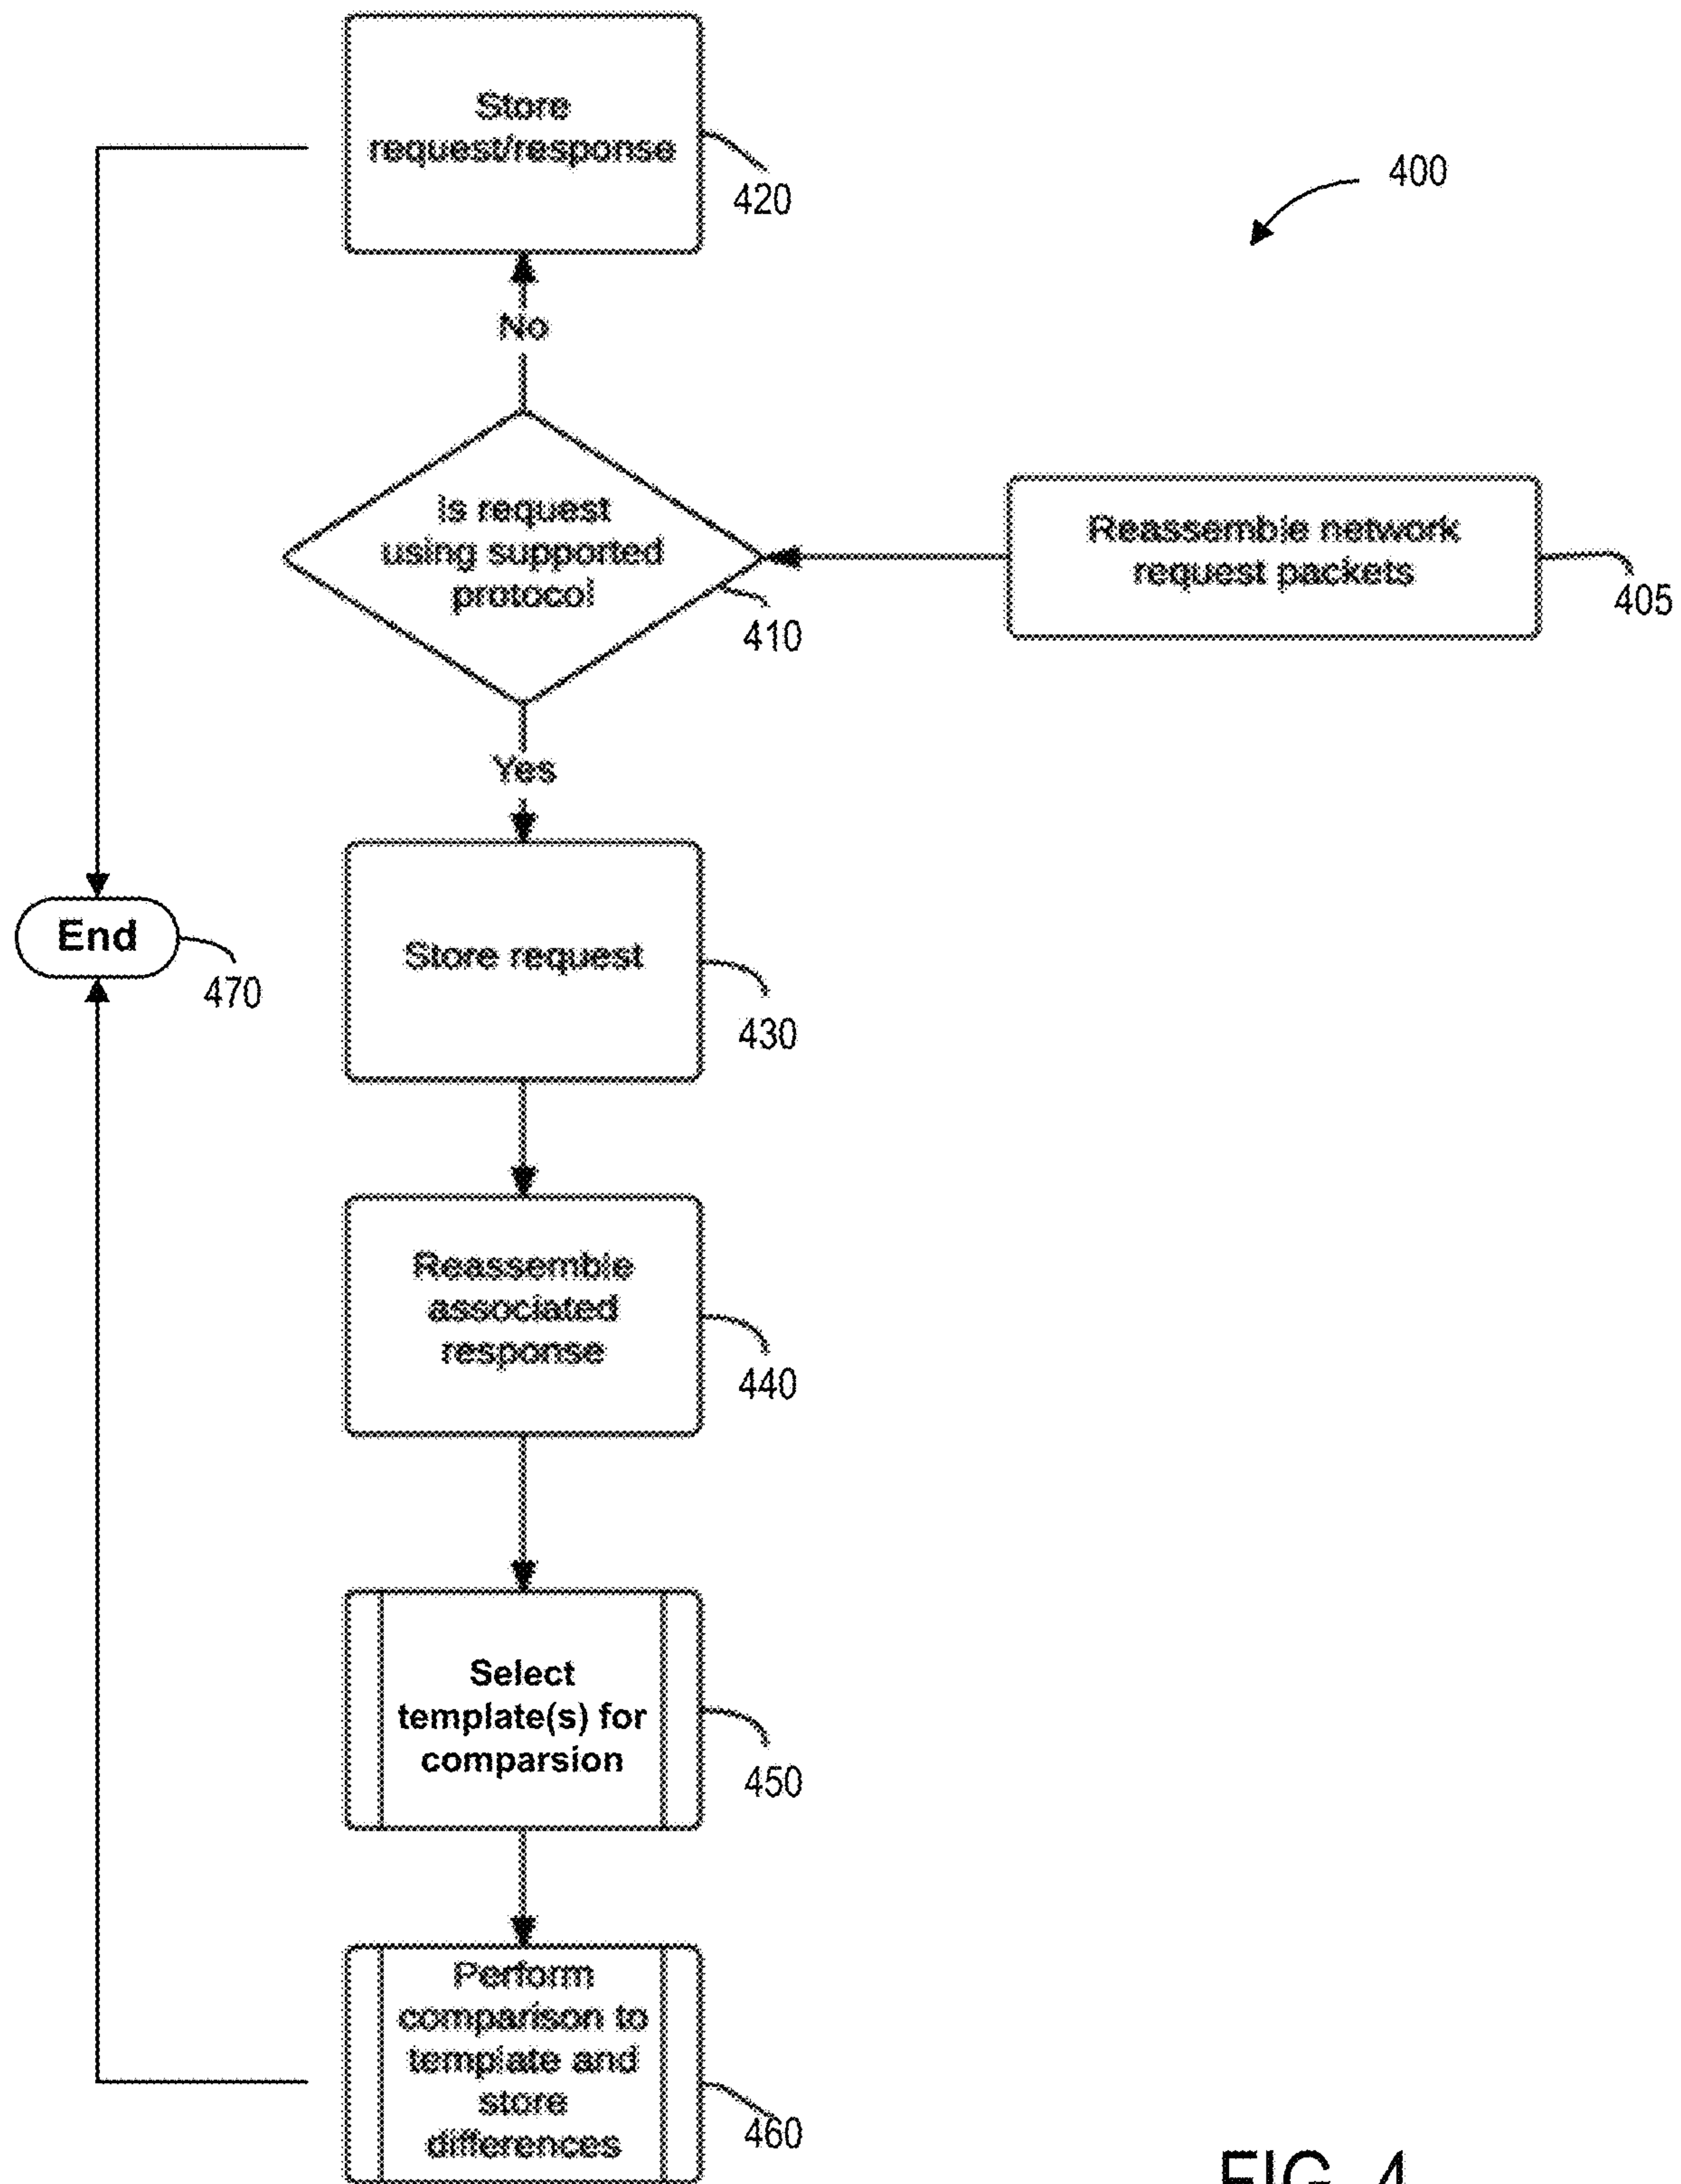 Store
request/response
420
400
No
Is request
using supported
protocol
410
Reassemble network
request packets
405
Yes
End
470
Store request
430
Reassemble
associated
response
440
Select
template(s) for
comparsion
450
Perform
comparison to
template and
store
differences
460
FIG. 4